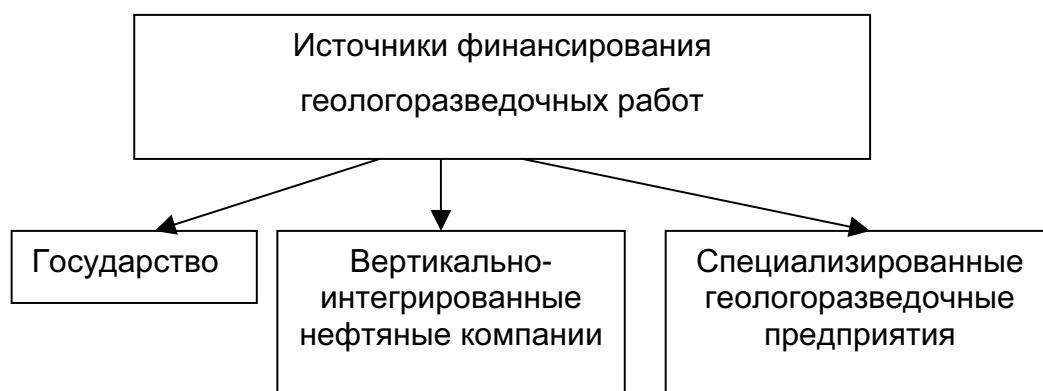 Источники финансирования
геологоразведочных работ
Государство
Вертикально-
интегрированные
нефтяные компании
Специализированные
геологоразведочные
предприятия